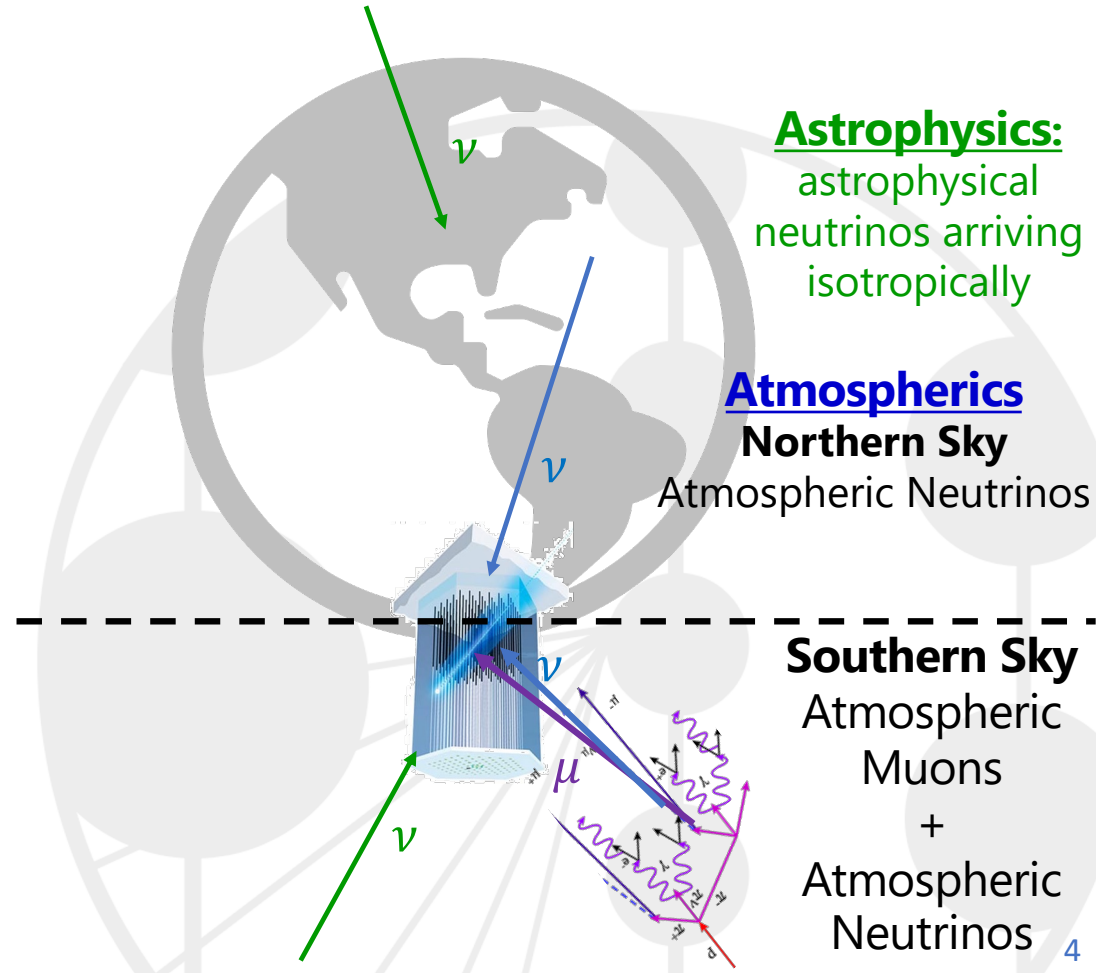 ν
Astrophysics:
astrophysical
neutrinos arriving
isotropically
Atmospherics
Northern Sky
Atmospheric Neutrinos
ν
Southern Sky
Atmospheric
Muons
+
Atmospheric
Neutrinos
ν
μ
ν
μ⁻
μ⁺
e⁺
γ
e⁻
γ
π⁻
π⁺
p
4